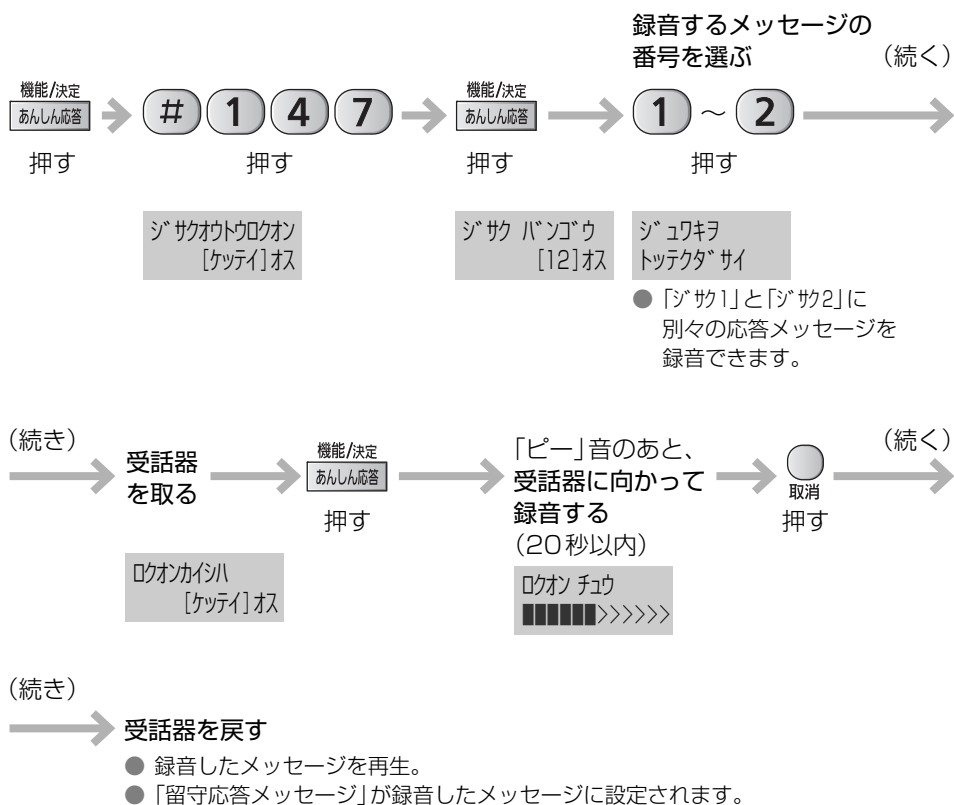 録音するメッセージの
番号を選ぶ （続く）
機能/決定 機能/決定
あんしん応答 # 1 4 7 あんしん応答 1 ～ 2
押す 押す 押す 押す
ｼﾞｻｸｵｳﾄｳﾛｸｵﾝ ｼﾞｻｸ ﾊﾞﾝｺﾞｳ ｼﾞｭﾜｷｦ
[ｹｯﾃｲ]ｵｽ [12]ｵｽ ﾄｯﾃｸﾀﾞｻｲ
● 「ｼﾞｻｸ1」と「ｼﾞｻｸ2」に
別々の応答メッセージを
録音できます。
（続き） （続く）
受話器
を取る
機能/決定
あんしん応答
押す
「ピー」音のあと、
受話器に向かって
録音する
（20秒以内）
取消
押す
ﾛｸｵﾝｶｲｼﾊ
[ｹｯﾃｲ]ｵｽ
ﾛｸｵﾝ ﾁｭｳ
■■■■■■>>>>>>
（続き）
受話器を戻す
● 録音したメッセージを再生。
● 「留守応答メッセージ」が録音したメッセージに設定されます。